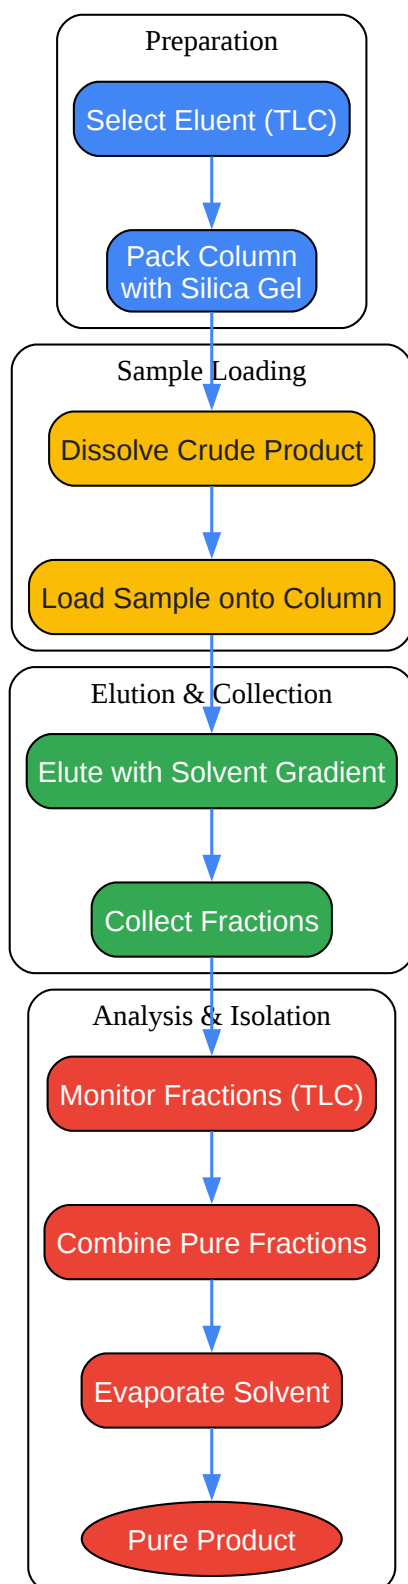 Preparation
Select Eluent (TLC)
Pack Column
with Silica Gel
Sample Loading
Dissolve Crude Product
Load Sample onto Column
Elution & Collection
Elute with Solvent Gradient
Collect Fractions
Analysis & Isolation
Monitor Fractions (TLC)
Combine Pure Fractions
Evaporate Solvent
Pure Product